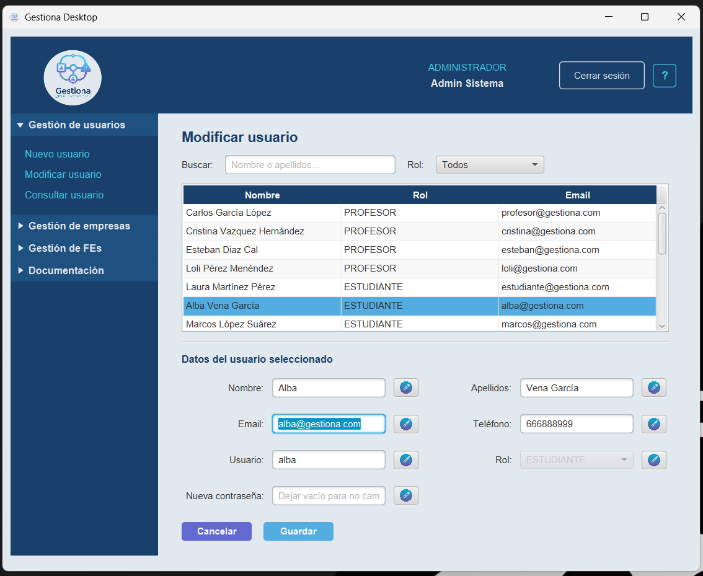 Gestiona Desktop
Gestiona
ADMINISTRADOR
Admin Sistema
Cerrar sesión
?
Gestión de usuarios
Nuevo usuario
Modificar usuario
Consultar usuario
Gestión de empresas
Gestión de FEs
Documentación
Modificar usuario
Buscar: Nombre o apellidos... Rol: Todos
Nombre Rol Email
Carlos García López PROFESOR profesor@gestiona.com
Cristina Vazquez Hernández PROFESOR cristina@gestiona.com
Esteban Diaz Cal PROFESOR esteban@gestiona.com
Loli Pérez Menéndez PROFESOR loli@gestiona.com
Laura Martínez Pérez ESTUDIANTE estudiante@gestiona.com
Alba Vena García ESTUDIANTE alba@gestiona.com
Marcos López Suárez ESTUDIANTE marcos@gestiona.com
Datos del usuario seleccionado
Nombre: Alba Apellidos: Vena García
Email: alba@gestiona.com Teléfono: 666888999
Usuario: alba Rol: ESTUDIANTE
Nueva contraseña: Dejar vacío para no cam
Cancelar Guardar